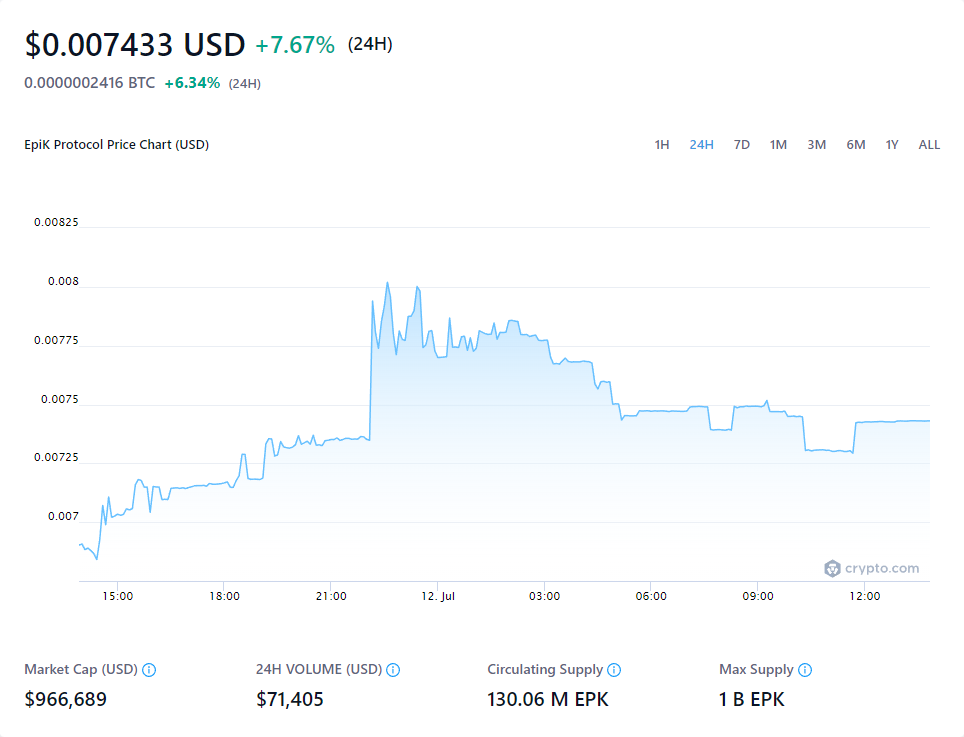 $0.007433 USD +7.67% (24H)
0.0000002416 BTC +6.34% (24H)
EpiK Protocol Price Chart (USD) 1H 24H 7D 1M 3M 6M 1Y ALL
0.00825
0.008
0.00775
0.0075
0.00725
0.007
crypto.com
15:00 18:00 21:00 12. Jul 03:00 06:00 09:00 12:00
Market Cap (USD) 24H VOLUME (USD) Circulating Supply Max Supply
$966,689 $71,405 130.06 M EPK 1 B EPK